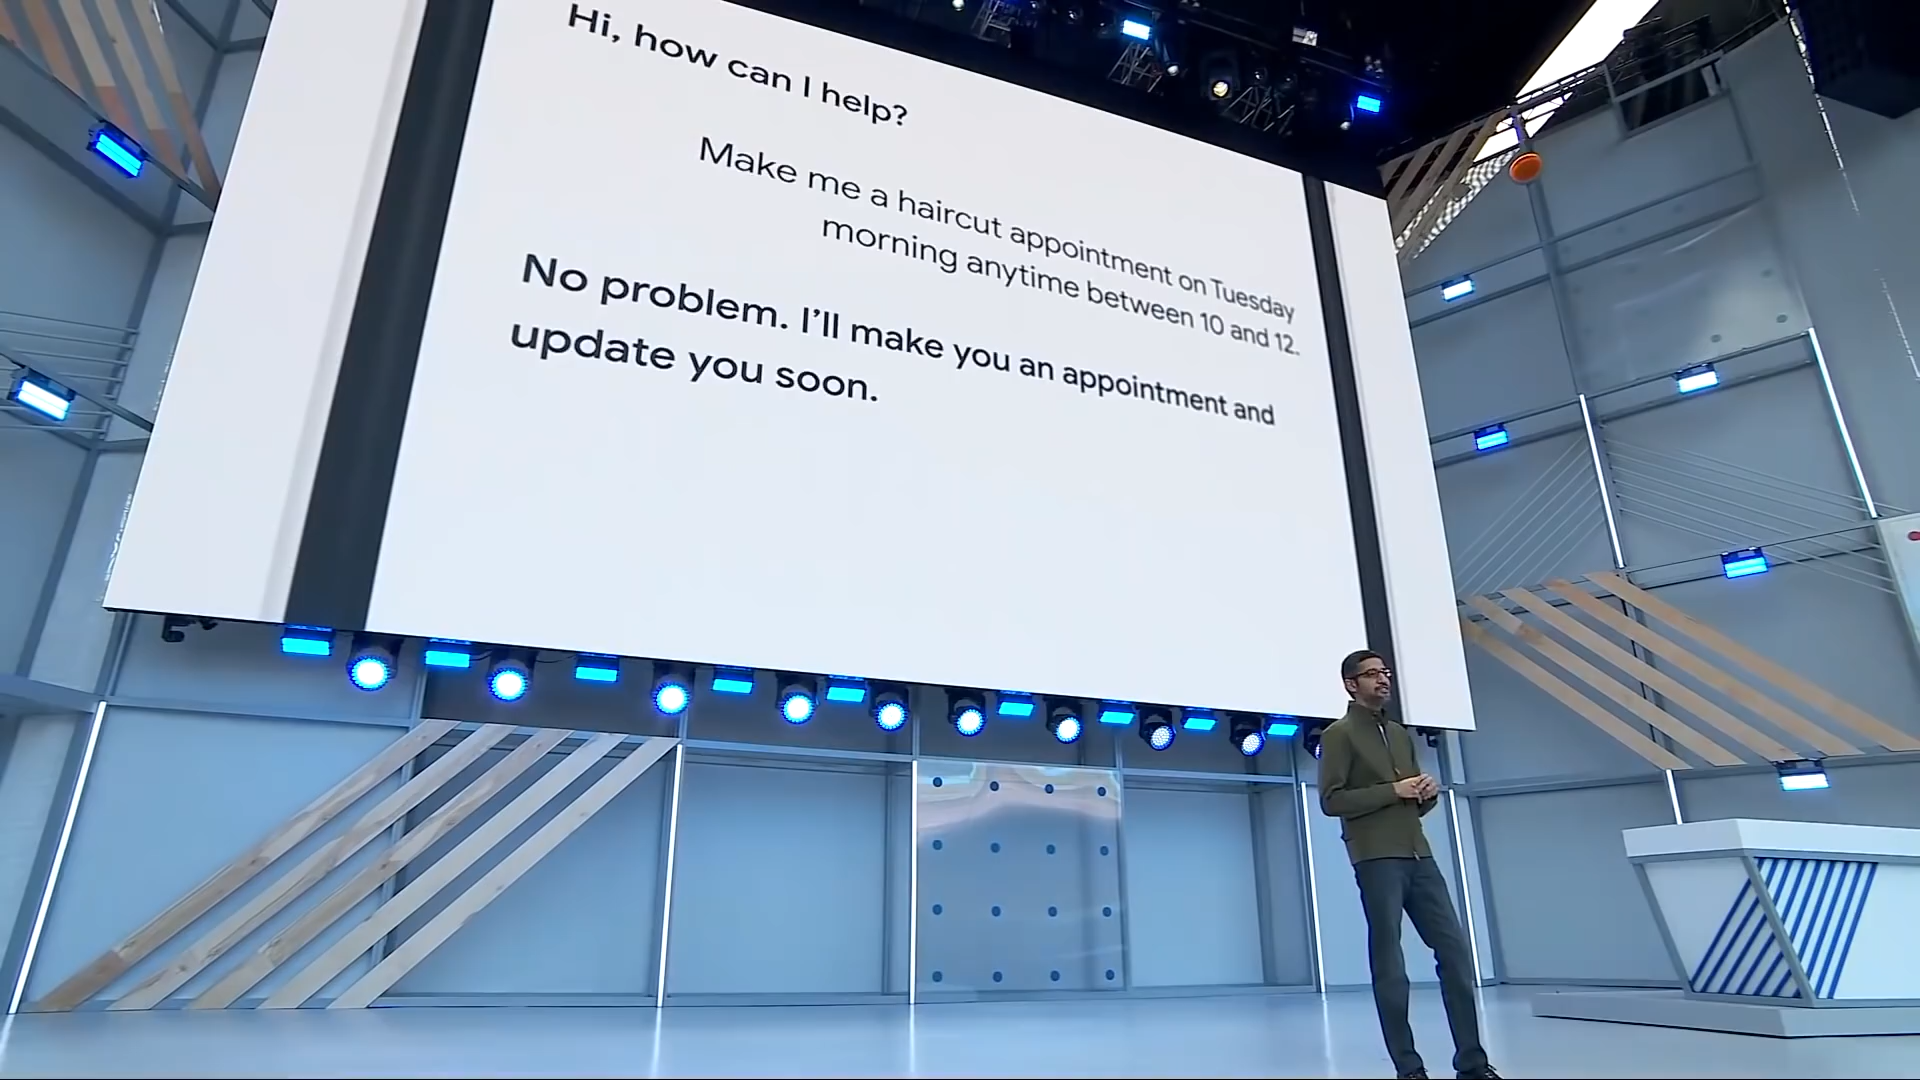 Hi, how can I help?
Make me a haircut appointment on Tuesday
morning anytime between 10 and 12.
No problem. I'll make you an appointment and
update you soon.